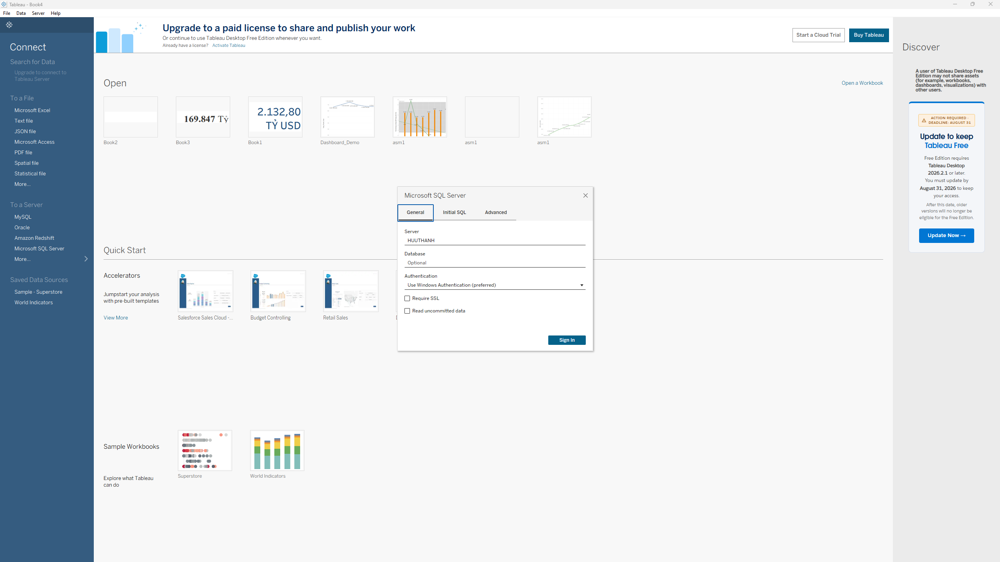 Tableau - Book4
File Data Server Help
Connect
Search for Data
Upgrade to connect to
Tableau Server
To a File
Microsoft Excel
Text file
JSON file
Microsoft Access
PDF file
Spatial file
Statistical file
More...
To a Server
MySQL
Oracle
Amazon Redshift
Microsoft SQL Server
More...
Saved Data Sources
Sample - Superstore
World Indicators
Upgrade to a paid license to share and publish your work
Or continue to use Tableau Desktop Free Edition whenever you want.
Already have a license? Activate Tableau
Start a Cloud Trial
Buy Tableau
Open
Open a Workbook
169.847 Tỷ
2.132,80
TỶ USD
Book2
Book3
Book1
Dashboard_Demo
asm1
asm1
asm1
Microsoft SQL Server
General
Initial SQL
Advanced
Server
HUUTHANH
Database
Optional
Authentication
Use Windows Authentication (preferred)
Require SSL
Read uncommitted data
Sign In
Quick Start
Accelerators
Jumpstart your analysis
with pre-built templates
View More
Salesforce Sales Cloud -...
Budget Controlling
Retail Sales
Sample Workbooks
Explore what Tableau
can do
Superstore
World Indicators
Discover
A user of Tableau Desktop Free
Edition may not share assets
(for example, workbooks,
dashboards, visualizations) with
other users.
ACTION REQUIRED -
DEADLINE: AUGUST 31
Update to keep
Tableau Free
Free Edition requires
Tableau Desktop
2026.2.1 or later.
You must update by
August 31, 2026 to keep
your access.
After this date, older
versions will no longer be
eligible for the Free Edition.
Update Now →